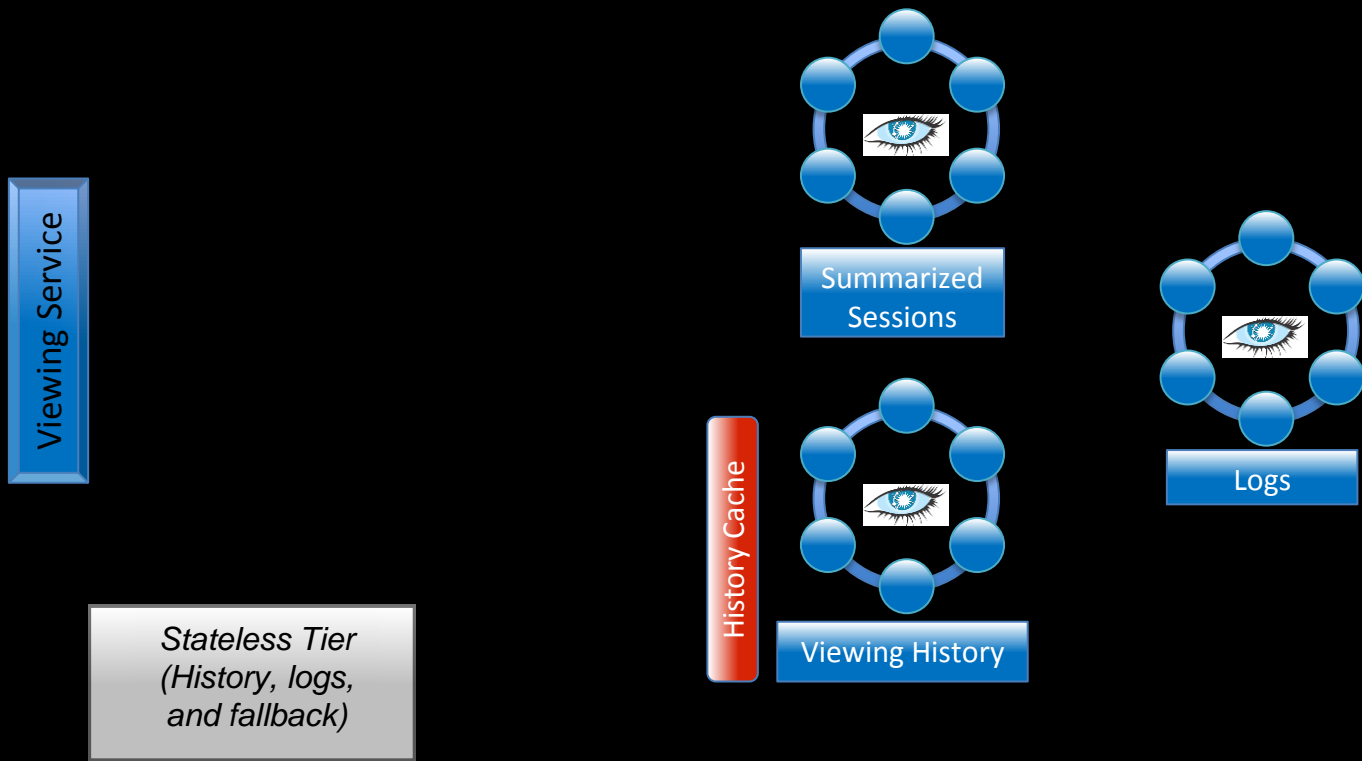 Viewing Service
Summarized
Sessions
Logs
History Cache
Viewing History
Stateless Tier
(History, logs,
and fallback)